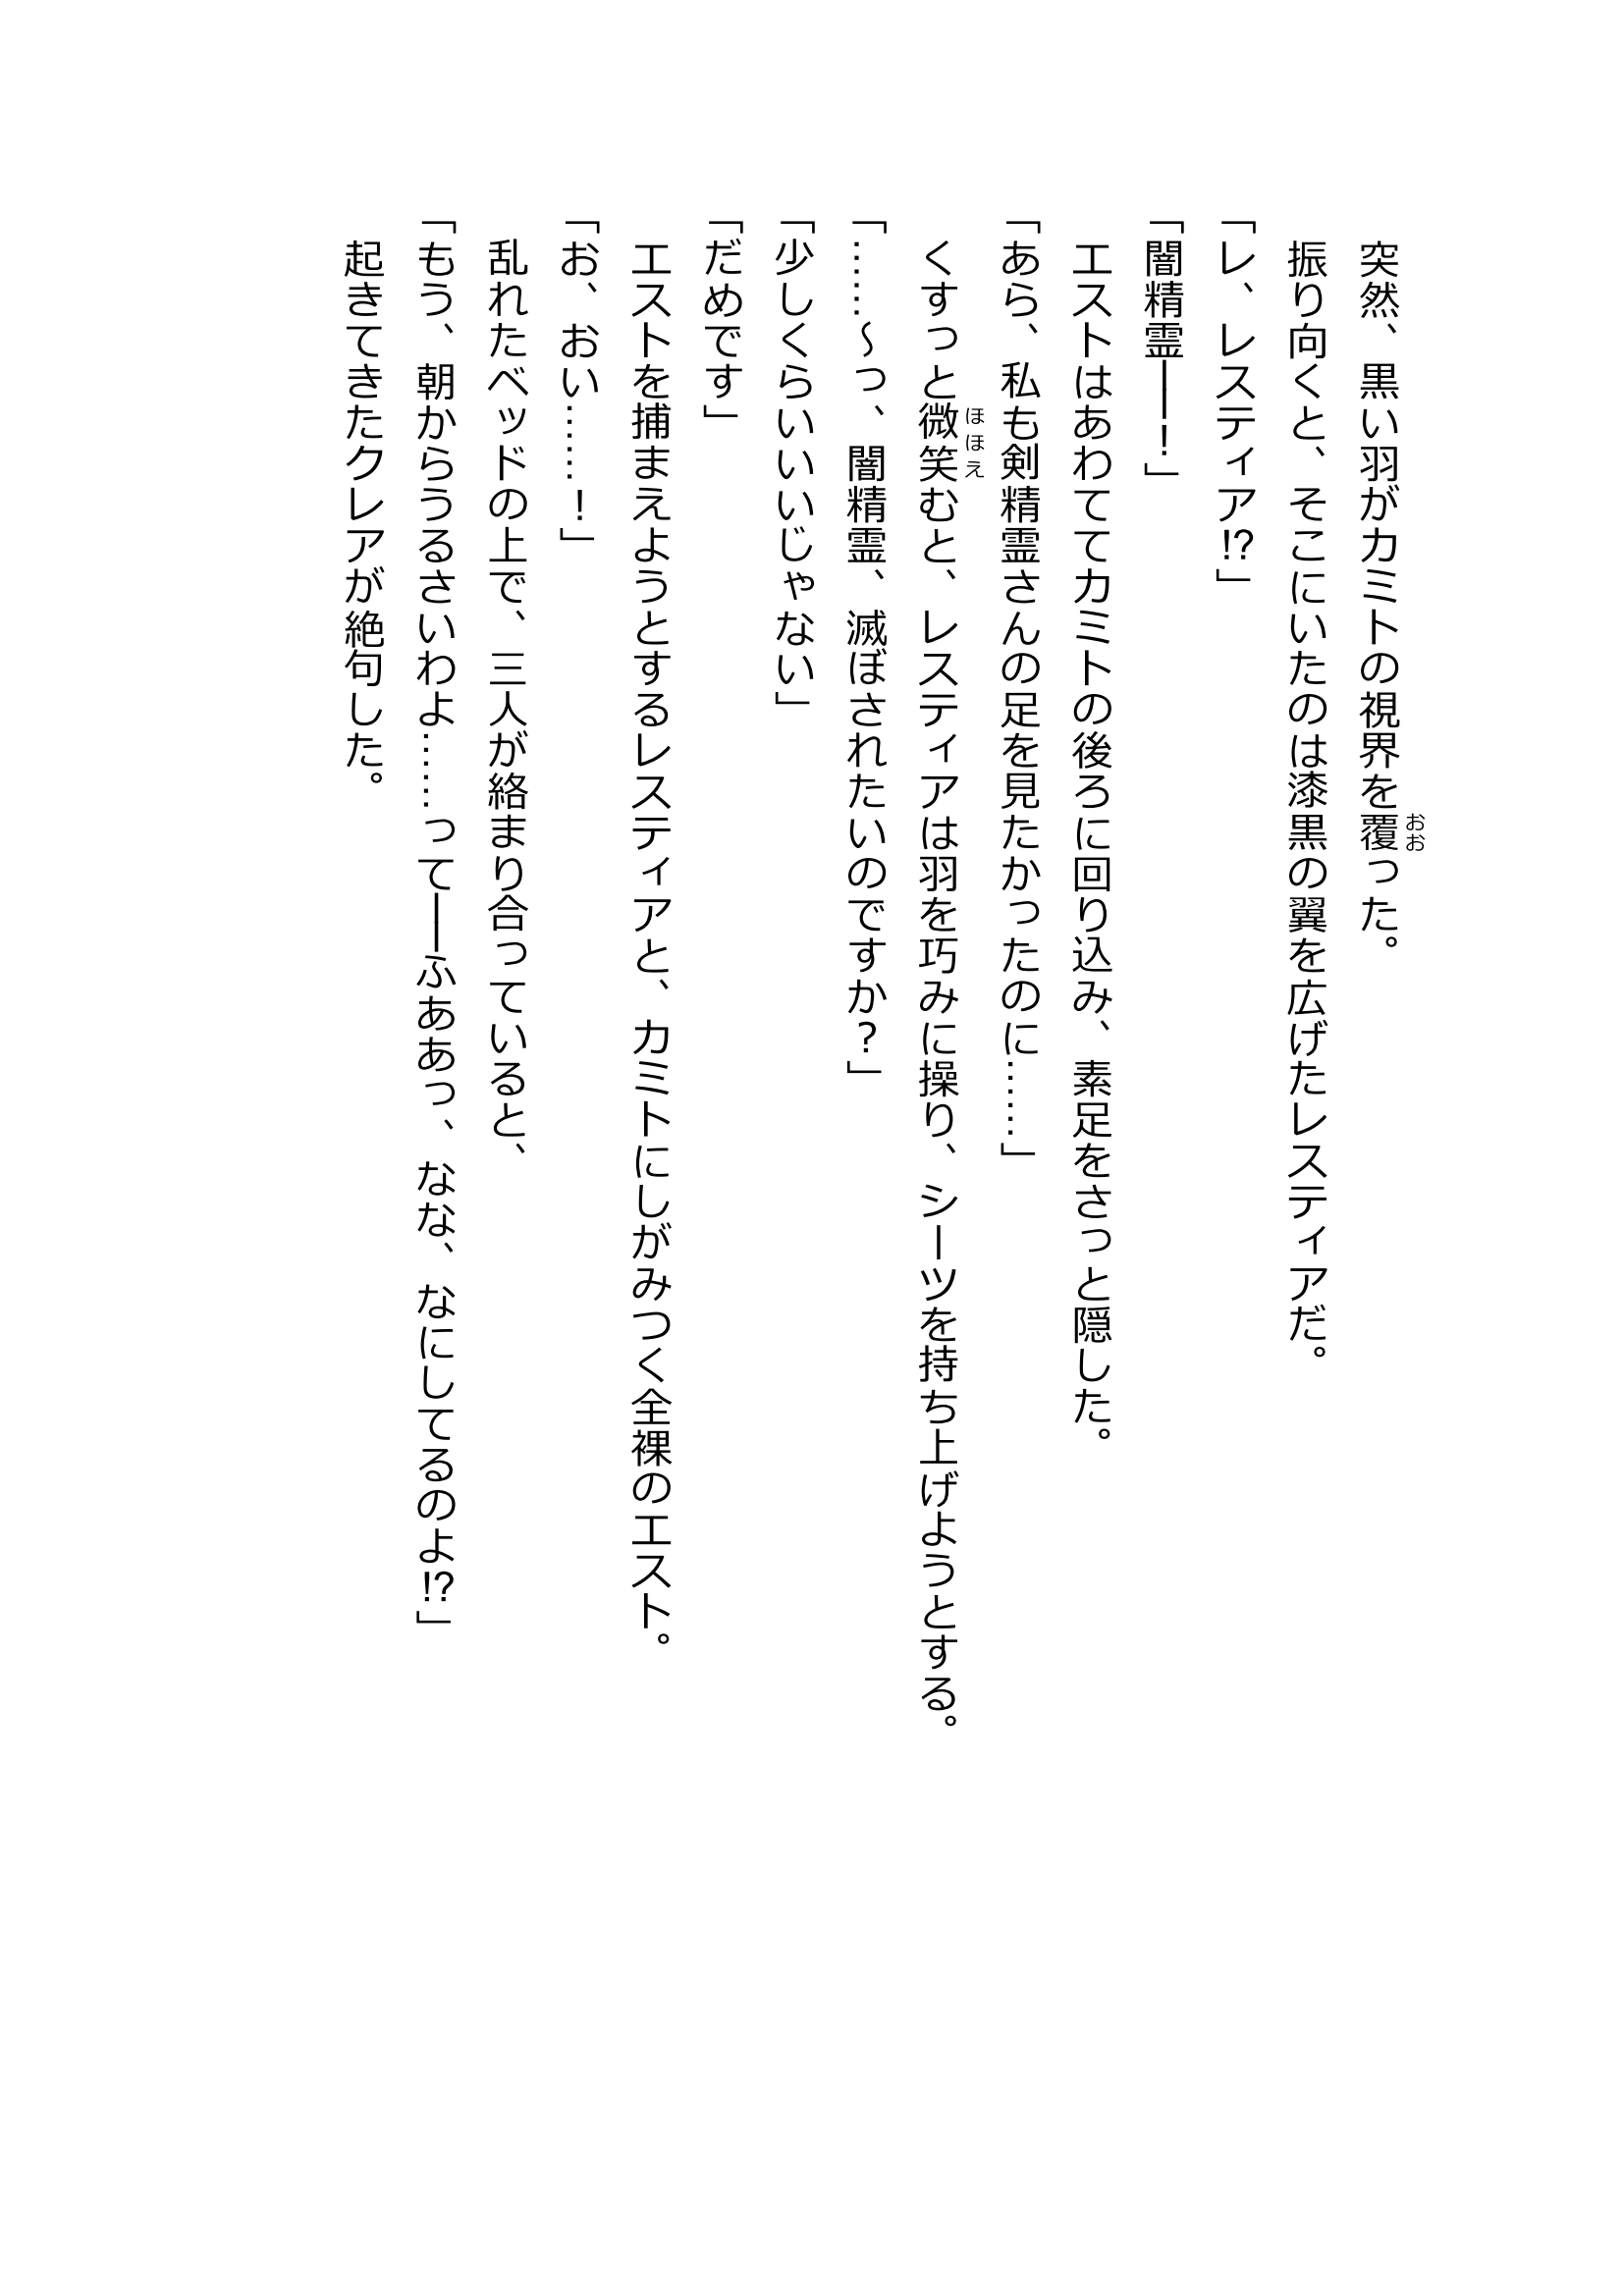 突然、黒い羽がカミトの視界を覆った。
振り向くと、そこにいたのは漆黒の翼を広げたレスティアだ。
「レ、レスティア⁉」
「闇精霊――！」
エストはあわててカミトの後ろに回り込み、素足をさっと隠した。
「あら、私も剣精霊さんの足を見たかったのに……」
くすっと微笑むと、レスティアは羽を巧みに操り、シーツを持ち上げようとする。
「……～っ、闇精霊、滅ぼされたいのですか？」
「少しくらいいいじゃない」
「だめです」
エストを捕まえようとするレスティアと、カミトにしがみつく全裸のエスト。
「お、おい……！」
乱れたベッドの上で、三人が絡まり合っていると、
「もう、朝からうるさいわよ……って――ふああっ、なな、なにしてるのよ⁉」
起きてきたクレアが絶句した。